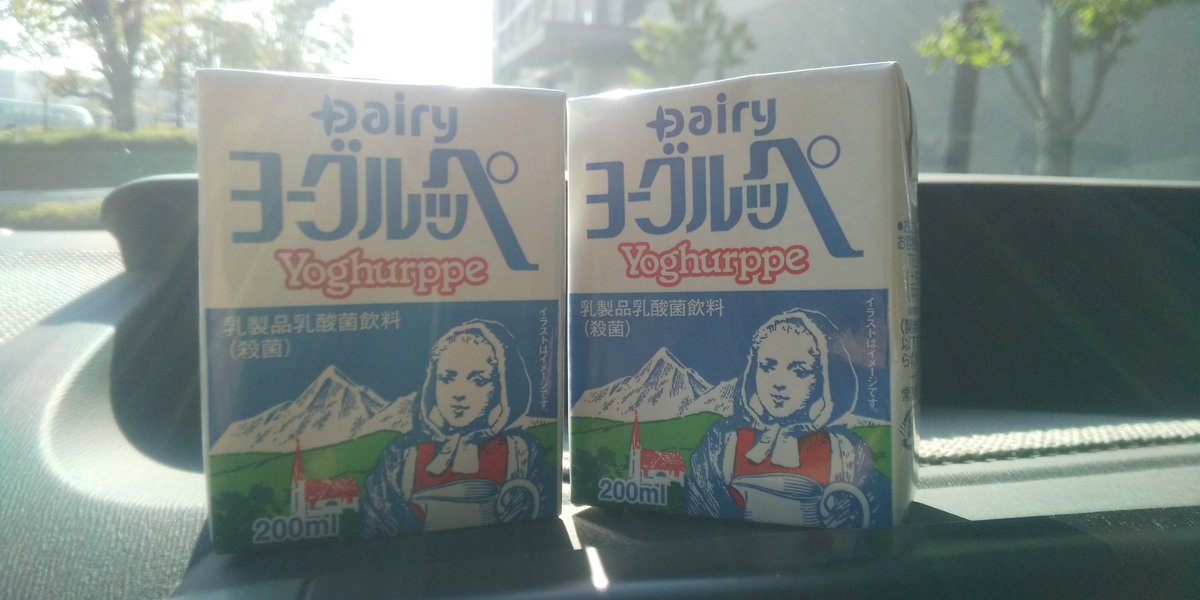 Dairy
ヨーグルッペ
Yoghurppe
乳製品乳酸菌飲料
(殺菌)
イラストはイメージです。
200ml
Dairy
ヨーグルッペ
Yoghurppe
乳製品乳酸菌飲料
(殺菌)
イラストはイメージです。
200ml